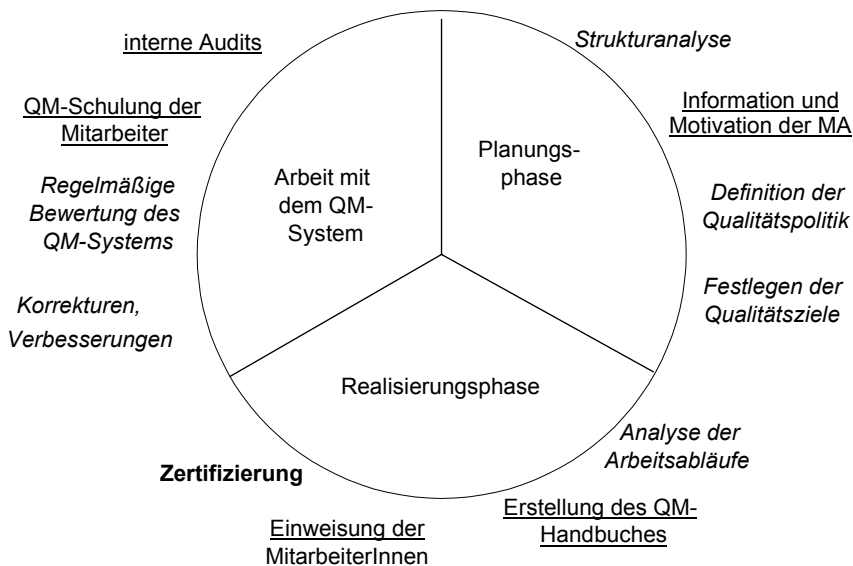 interne Audits
Strukturanalyse
QM-Schulung der
Mitarbeiter
Information und
Motivation der MA
Planungs-
phase
Arbeit mit
dem QM-
System
Regelmäßige
Bewertung des
QM-Systems
Definition der
Qualitätspolitik
Festlegen der
Qualitätsziele
Korrekturen,
Verbesserungen
Realisierungsphase
Analyse der
Arbeitsabläufe
Zertifizierung
Erstellung des QM-
Handbuches
Einweisung der
MitarbeiterInnen